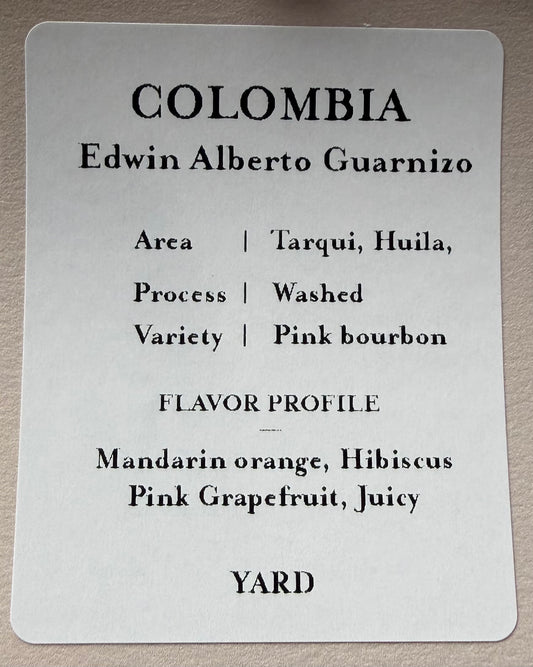 COLOMBIA
Edwin Alberto Guarnizo
Area | Tarqui, Huila,
Process | Washed
Variety | Pink bourbon
FLAVOR PROFILE
Mandarin orange, Hibiscus
Pink Grapefruit, Juicy
YARD